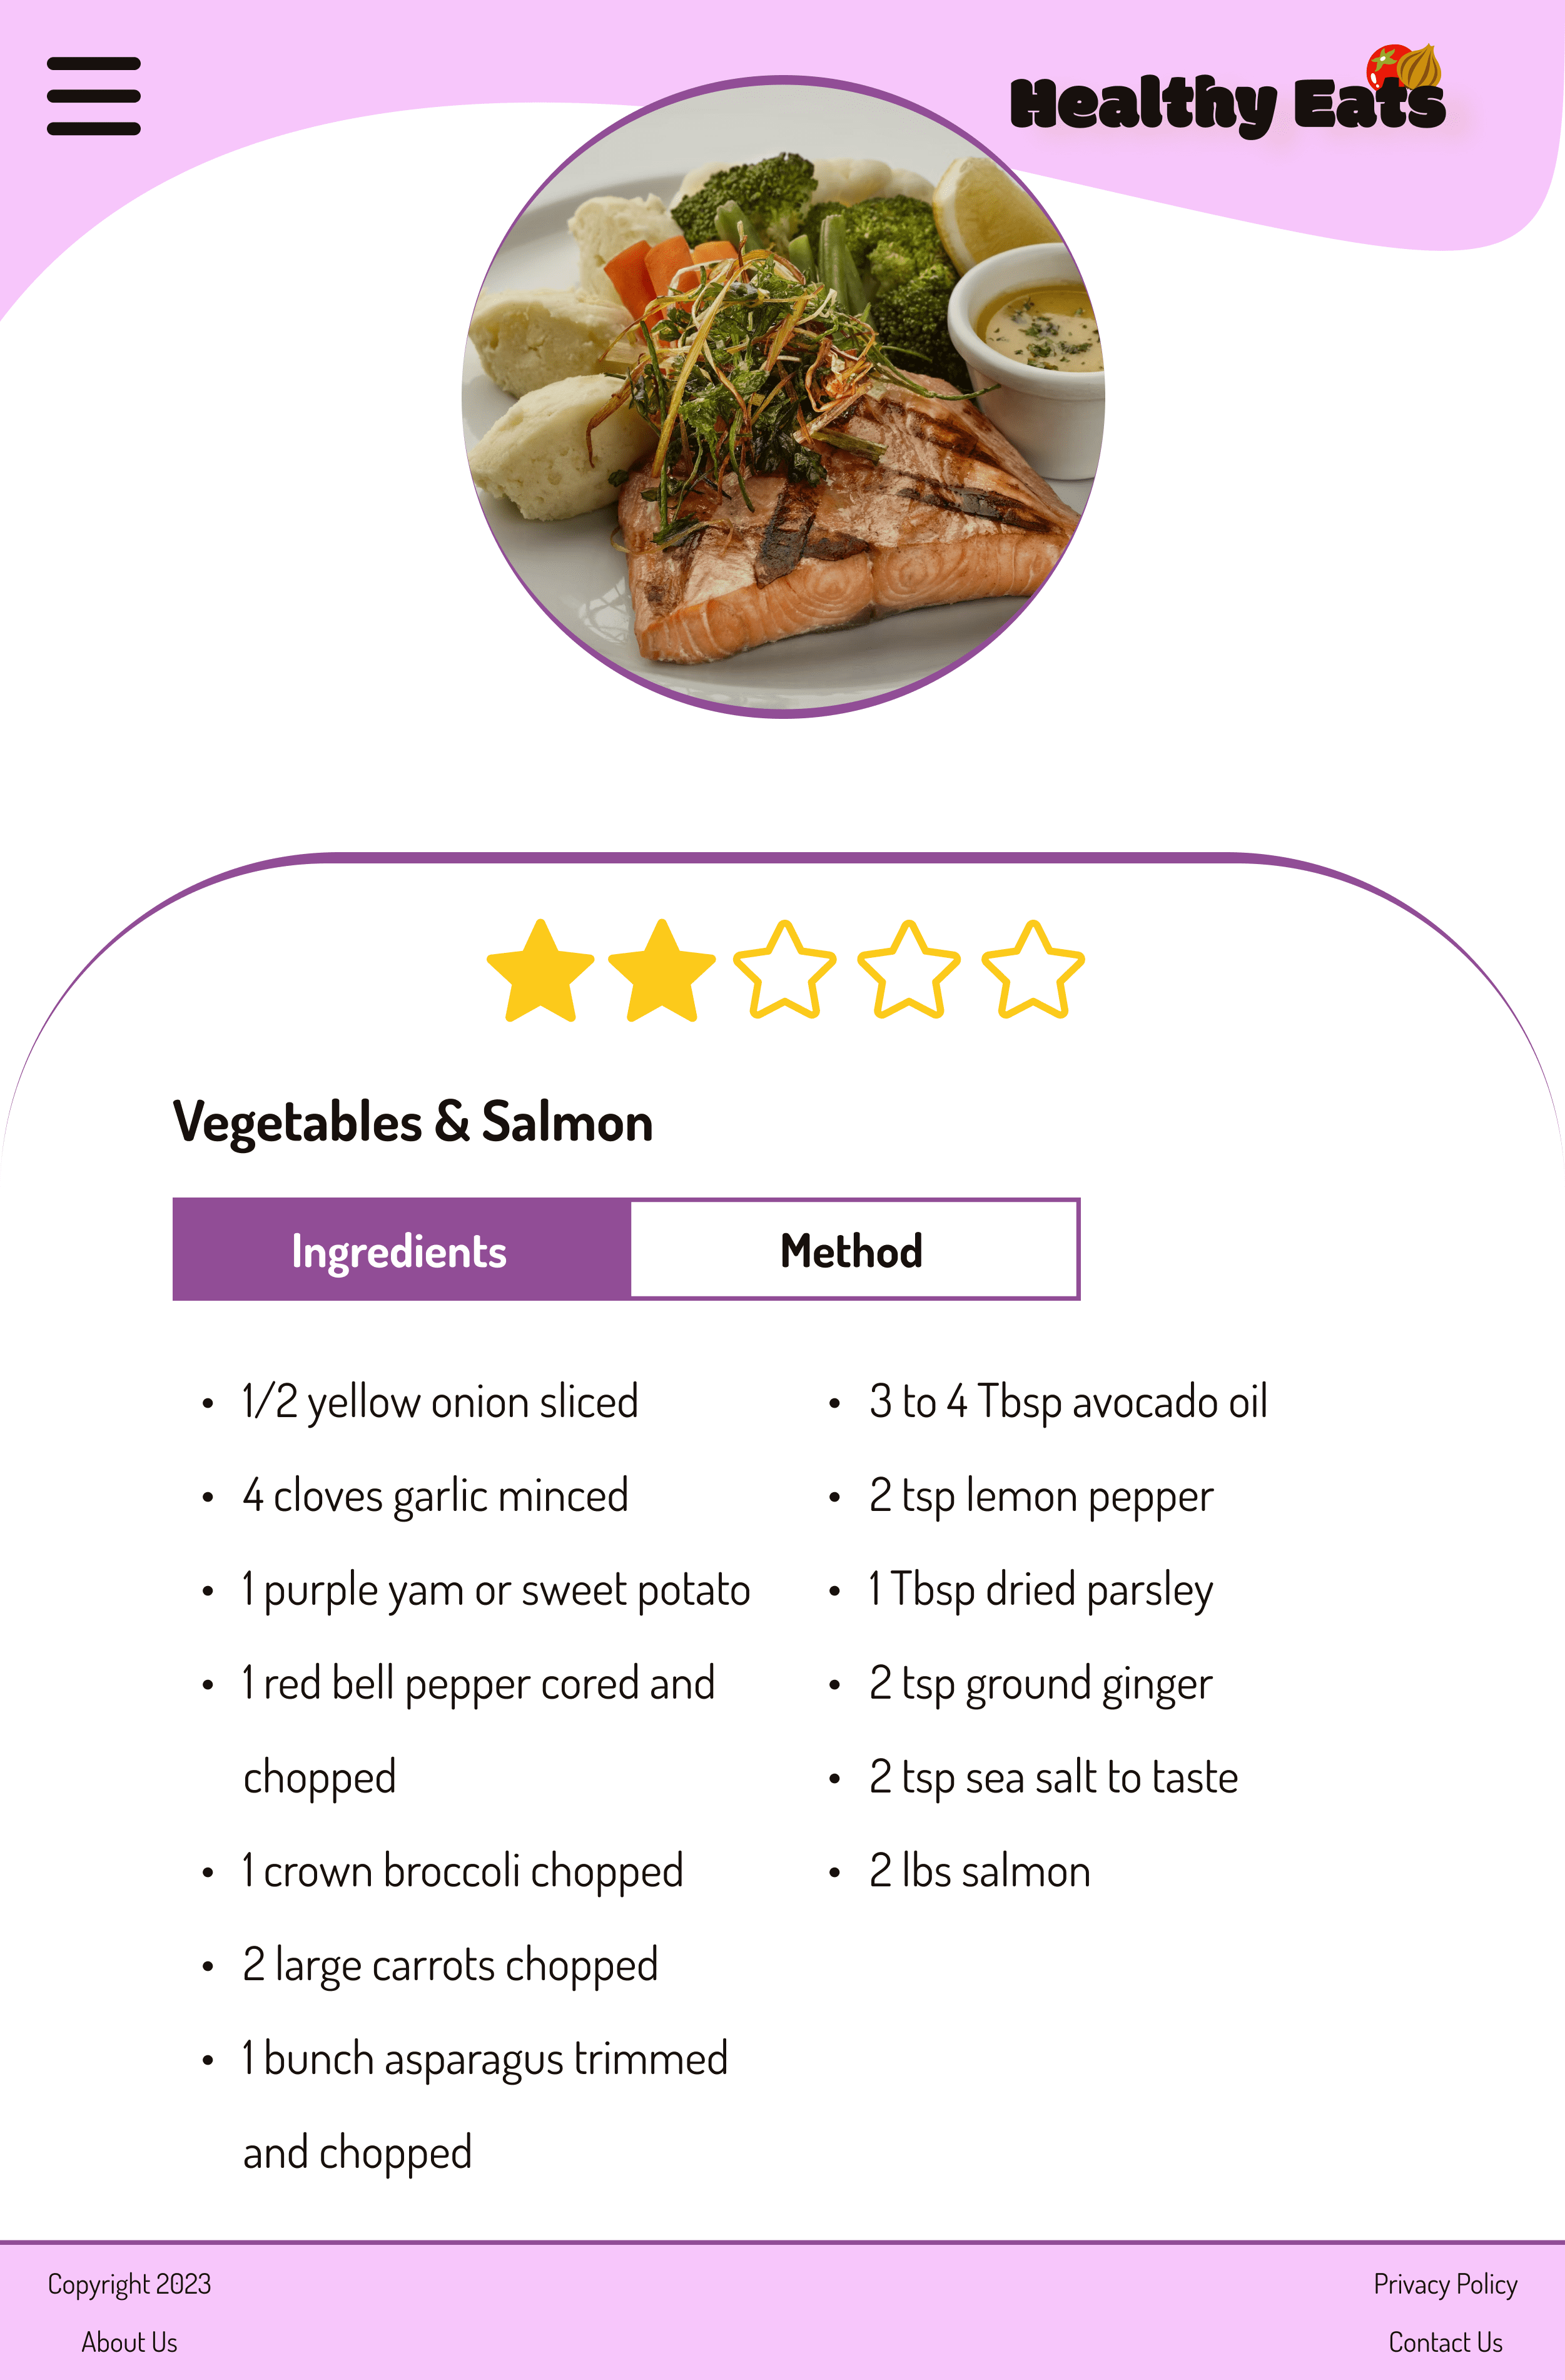 Healthy Eats
Vegetables & Salmon
Ingredients
Method
• 1/2 yellow onion sliced
• 4 cloves garlic minced
• 1 purple yam or sweet potato
• 1 red bell pepper cored and
chopped
• 1 crown broccoli chopped
• 2 large carrots chopped
• 1 bunch asparagus trimmed
and chopped
• 3 to 4 Tbsp avocado oil
• 2 tsp lemon pepper
• 1 Tbsp dried parsley
• 2 tsp ground ginger
• 2 tsp sea salt to taste
• 2 lbs salmon
Copyright 2023
About Us
Privacy Policy
Contact Us